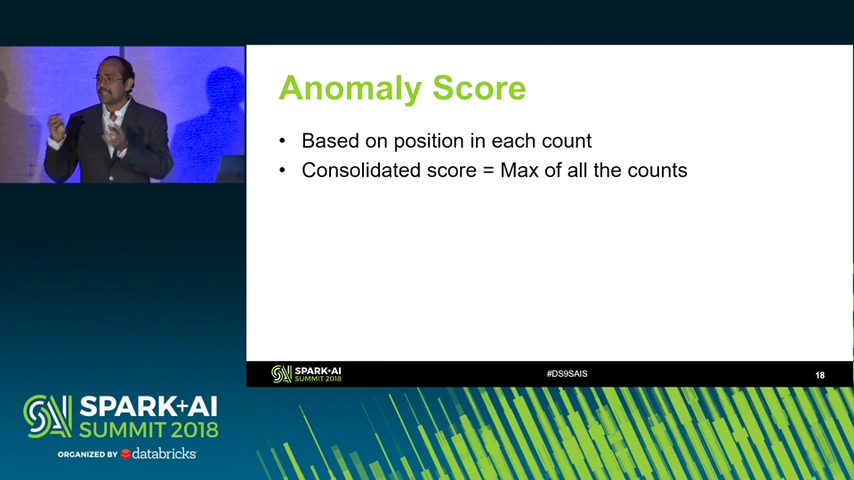 Anomaly Score
• Based on position in each count
• Consolidated score = Max of all the counts
SPARK+AI
SUMMIT 2018
#DS9SAIS
18
SPARK+AI
SUMMIT 2018
ORGANIZED BY databricks